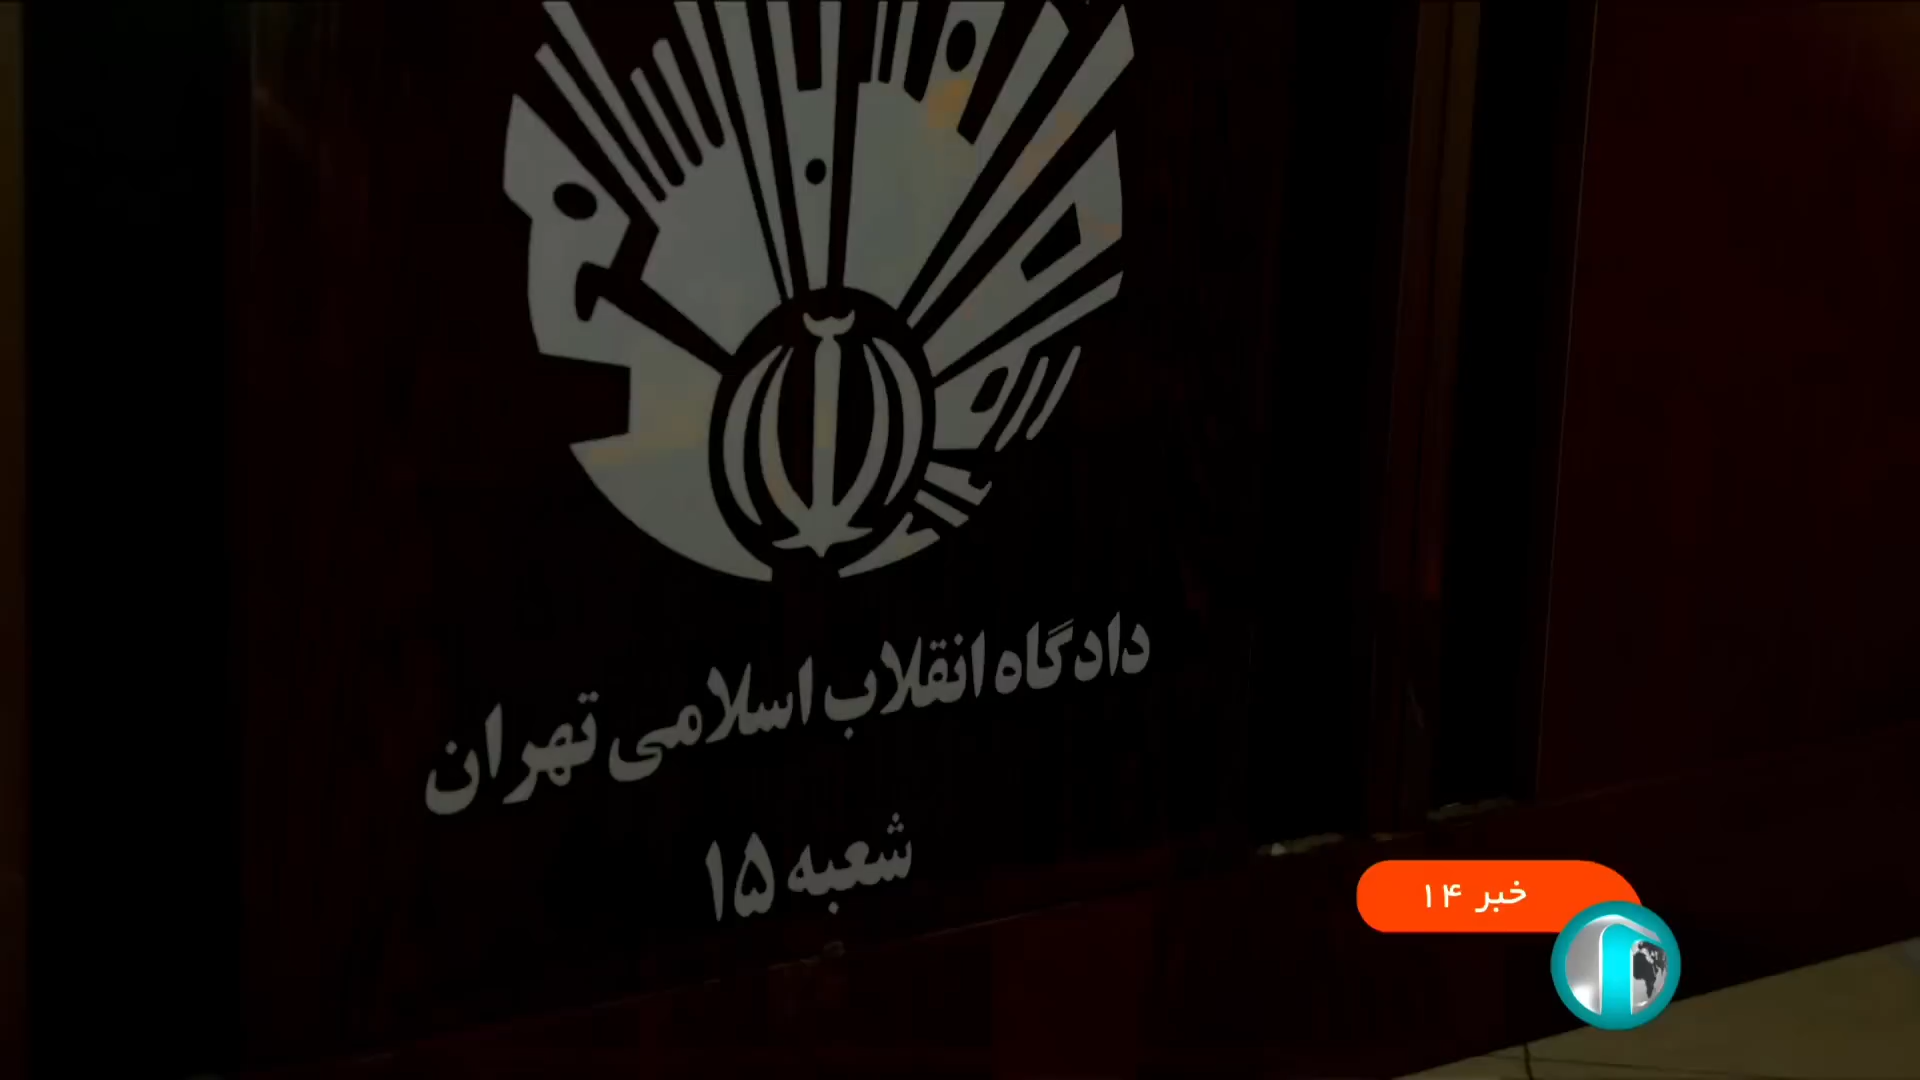 دادگاه انقلاب اسلامی تهران
شعبه ۱۵
خبر ۱۴